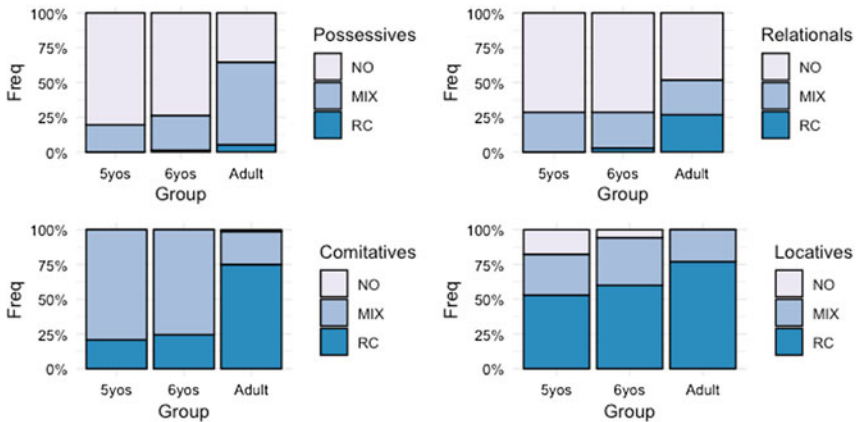 Possessives
100%
75%
50%
25%
0%
Freq
NO
MIX
RC
5yos 6yos Adult
Group
Relationals
100%
75%
50%
25%
0%
Freq
NO
MIX
RC
5yos 6yos Adult
Group
Comitatives
100%
75%
50%
25%
0%
Freq
NO
MIX
RC
5yos 6yos Adult
Group
Locatives
100%
75%
50%
25%
0%
Freq
NO
MIX
RC
5yos 6yos Adult
Group